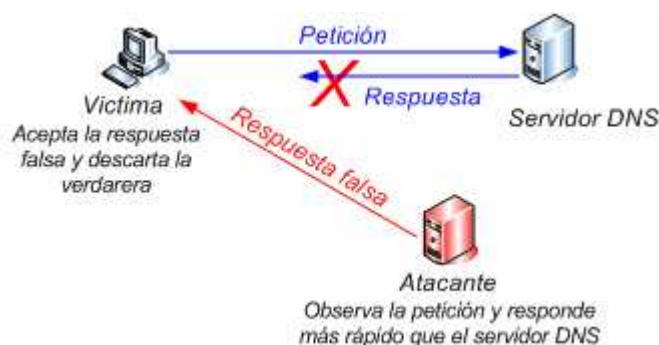 Petición
Respuesta
Servidor DNS
Victima
Acepta la respuesta
falsa y descarta la
verdarera
Respuesta falsa
Atacante
Observa la petición y responde
más rápido que el servidor DNS